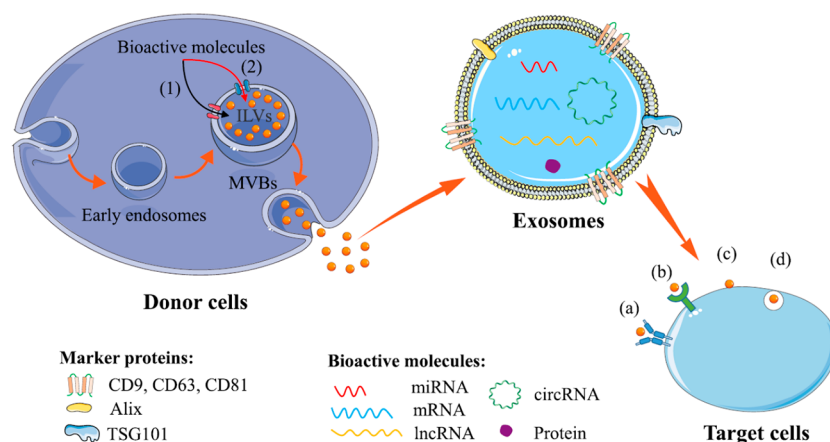 Bioactive molecules
(1)
(2)
ILVs
MVBs
Early endosomes
Donor cells
Exosomes
(a)
(b)
(c)
(d)
Target cells
Marker proteins:
CD9, CD63, CD81
Alix
TSG101
Bioactive molecules:
miRNA
mRNA
lncRNA
circRNA
Protein